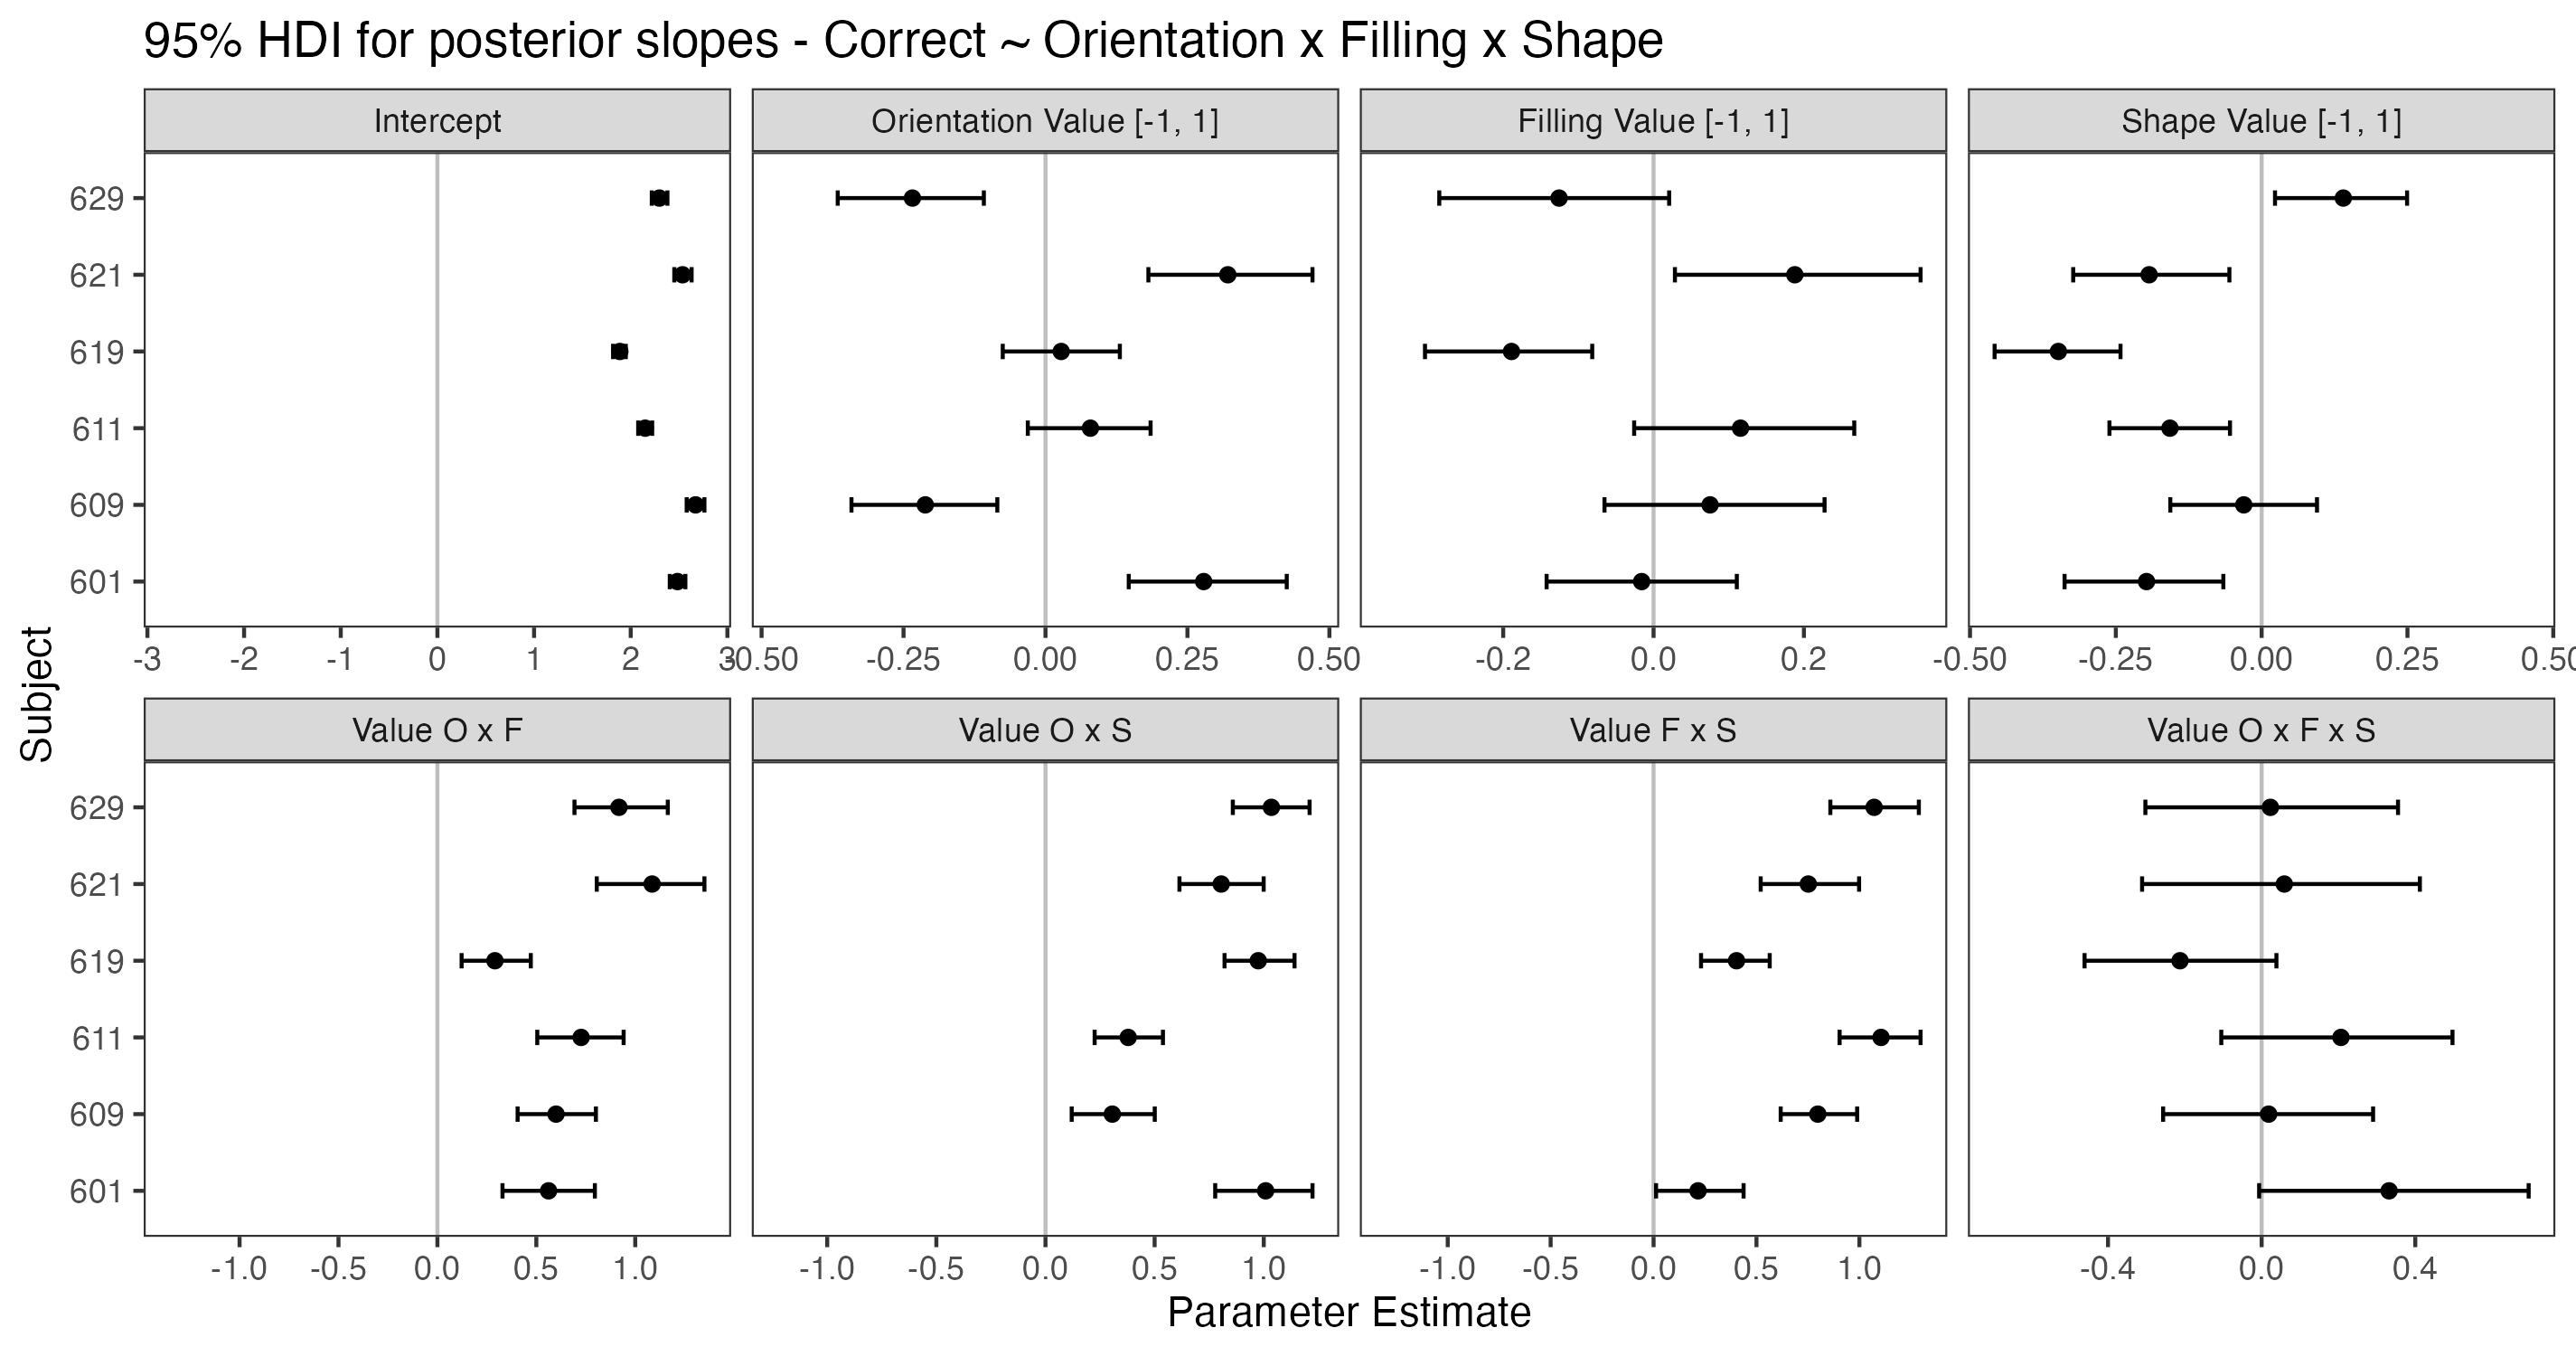 95% HDI for posterior slopes - Correct ~ Orientation x Filling x Shape
Intercept
Orientation Value [-1, 1]
Filling Value [-1, 1]
Shape Value [-1, 1]
629
621
619
611
609
601
-3 -2 -1 0 1 2 3
-0.50 -0.25 0.00 0.25 0.50
-0.2 0.0 0.2
-0.50 -0.25 0.00 0.25 0.50
Subject
Value O x F
Value O x S
Value F x S
Value O x F x S
629
621
619
611
609
601
-1.0 -0.5 0.0 0.5 1.0
-1.0 -0.5 0.0 0.5 1.0
-1.0 -0.5 0.0 0.5 1.0
-0.4 0.0 0.4
Parameter Estimate